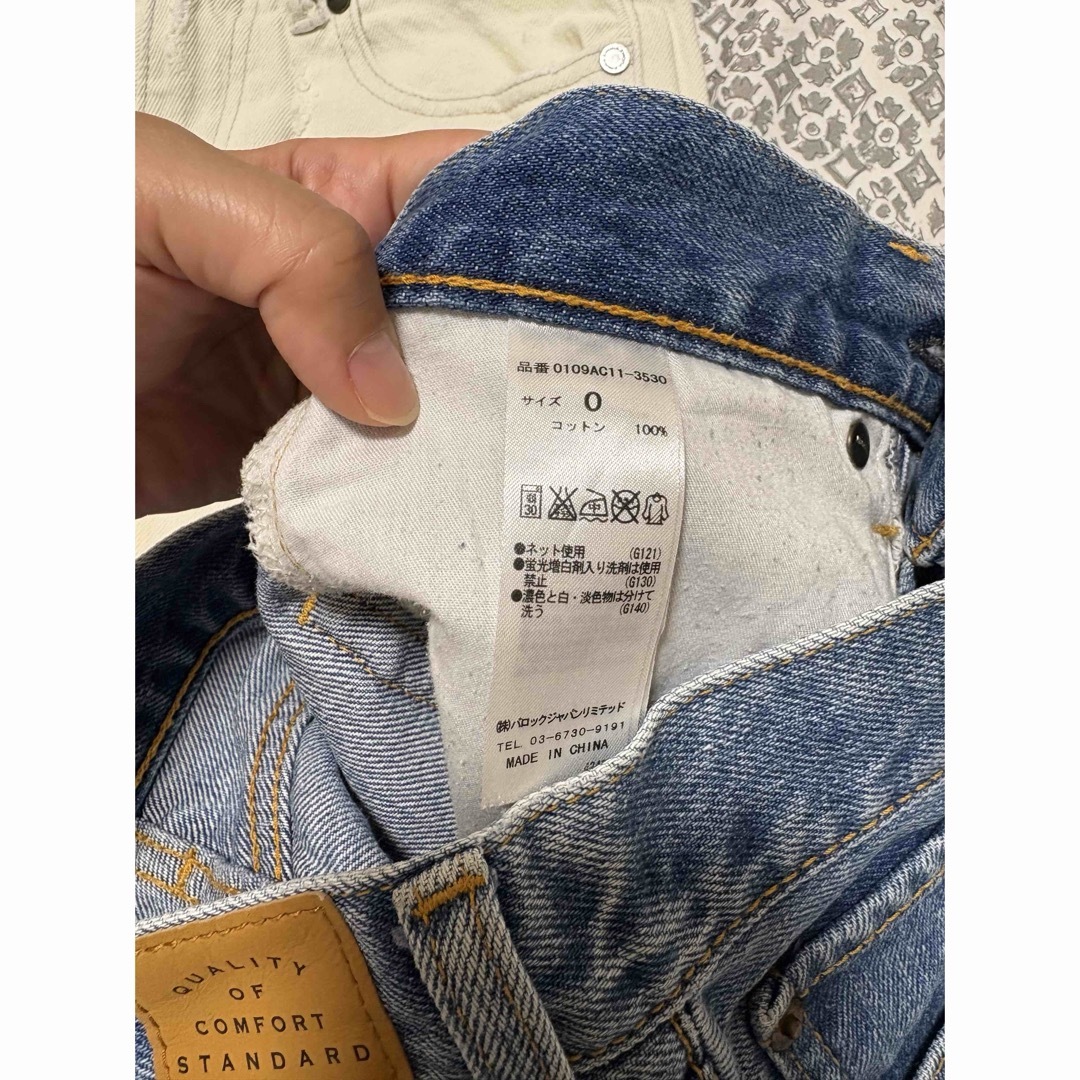 品番 0109AC11-3530
サイズ 0
コットン 100%
30
中
●ネット使用 (G121)
●蛍光増白剤入り洗剤は使用
禁止 (G130)
●濃色と白・淡色物は分けて
洗う (G140)
(株)バロックジャパンリミテッド
TEL. 03-6730-9191
MADE IN CHINA
QUALITY
OF
COMFORT
STANDARD